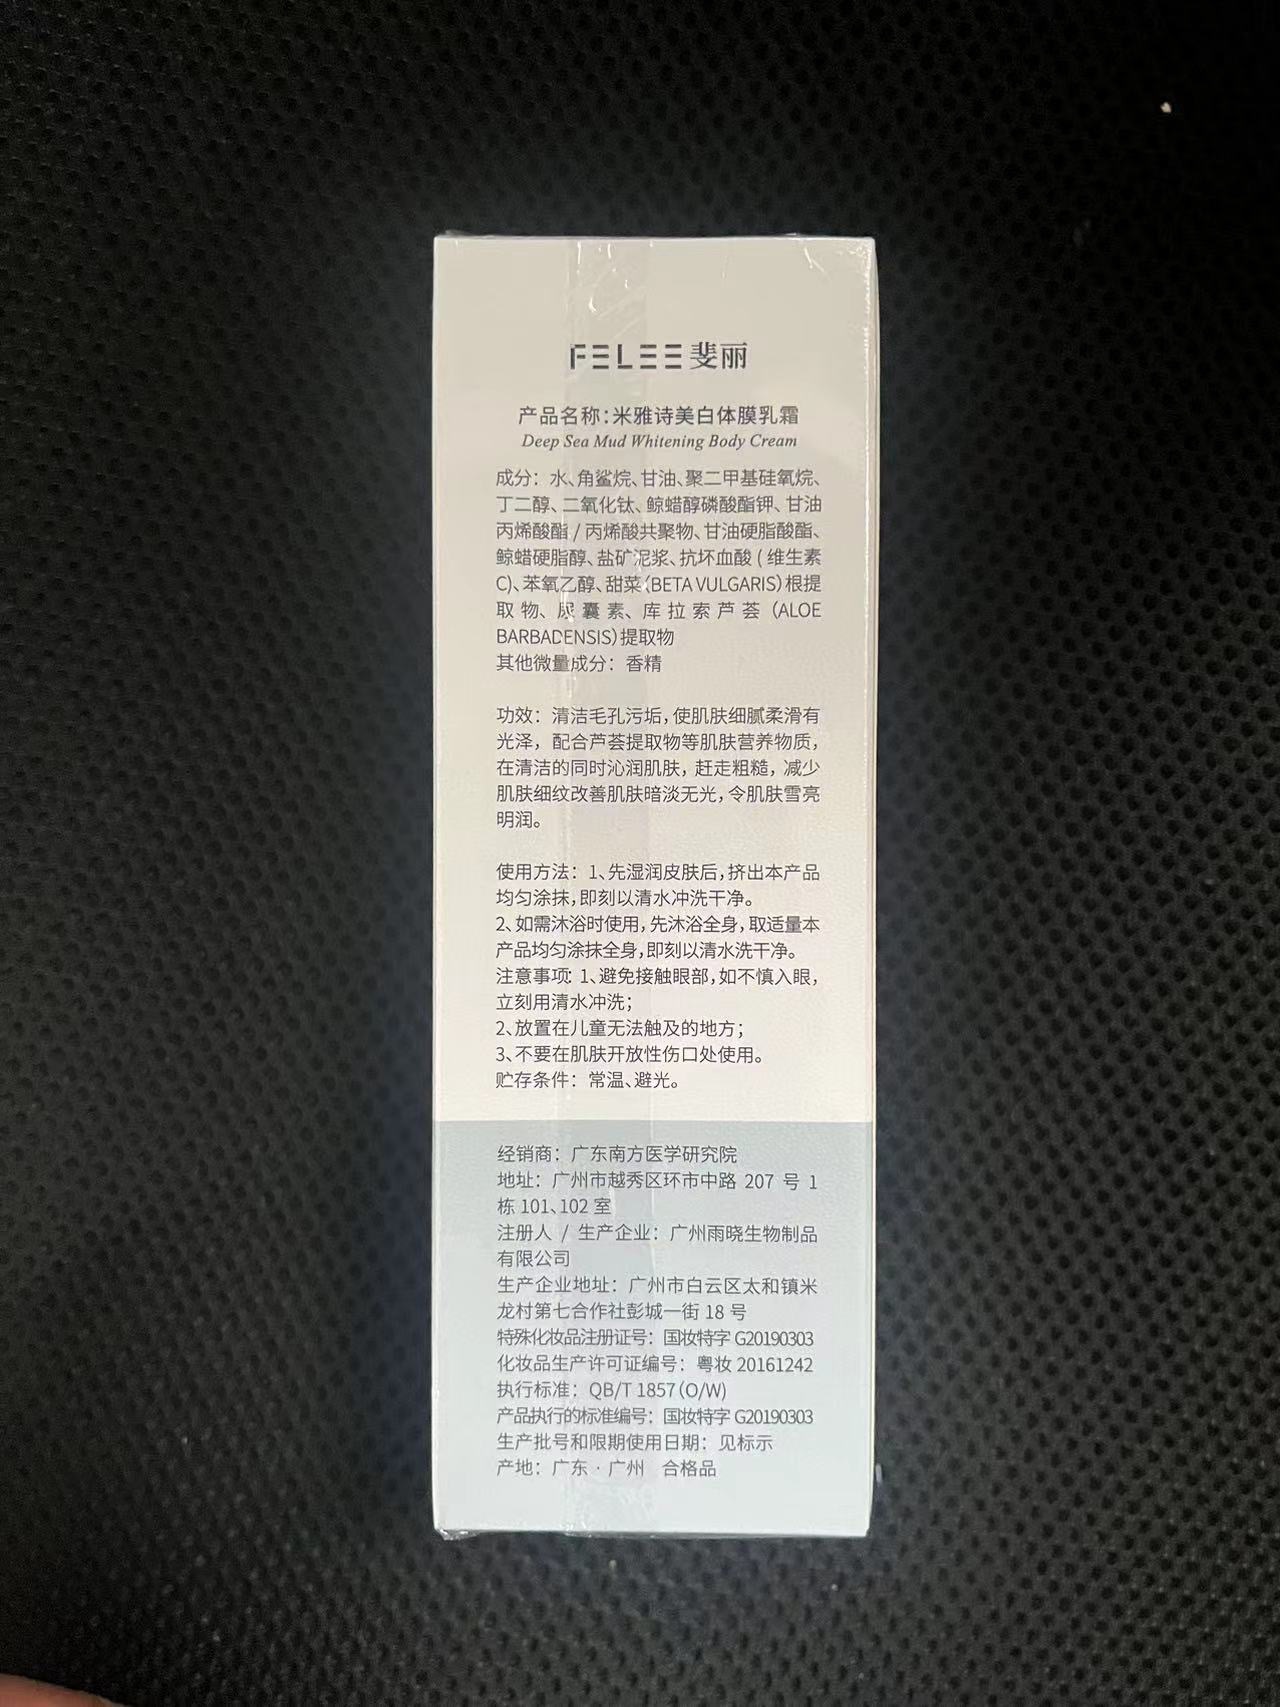 FELEE 斐丽
产品名称：米雅诗美白体膜乳霜
Deep Sea Mud Whitening Body Cream
成分：水、角鲨烷、甘油、聚二甲基硅氧烷、
丁二醇、二氧化钛、鲸蜡醇磷酸酯钾、甘油
丙烯酸酯 / 丙烯酸共聚物、甘油硬脂酸酯、
鲸蜡硬脂醇、盐矿泥浆、抗坏血酸 ( 维生素
C)、苯氧乙醇、甜菜（BETA VULGARIS）根提
取物、尿囊素、库拉索芦荟（ALOE
BARBADENSIS）提取物
其他微量成分：香精
功效：清洁毛孔污垢，使肌肤细腻柔滑有
光泽，配合芦荟提取物等肌肤营养物质，
在清洁的同时沁润肌肤，赶走粗糙，减少
肌肤细纹改善肌肤暗淡无光，令肌肤雪亮
明润。
使用方法：1、先湿润皮肤后，挤出本产品
均匀涂抹，即刻以清水冲洗干净。
2、如需沐浴时使用，先沐浴全身，取适量本
产品均匀涂抹全身，即刻以清水洗干净。
注意事项：1、避免接触眼部，如不慎入眼，
立刻用清水冲洗；
2、放置在儿童无法触及的地方；
3、不要在肌肤开放性伤口处使用。
贮存条件：常温、避光。
经销商：广东南方医学研究院
地址：广州市越秀区环市中路 207 号 1
栋 101、102 室
注册人 / 生产企业：广州雨晓生物制品
有限公司
生产企业地址：广州市白云区太和镇米
龙村第七合作社彭城一街 18 号
特殊化妆品注册证号：国妆特字 G20190303
化妆品生产许可证编号：粤妆 20161242
执行标准：QB/T 1857（O/W)
产品执行的标准编号：国妆特字 G20190303
生产批号和限期使用日期：见标示
产地：广东 · 广州 合格品